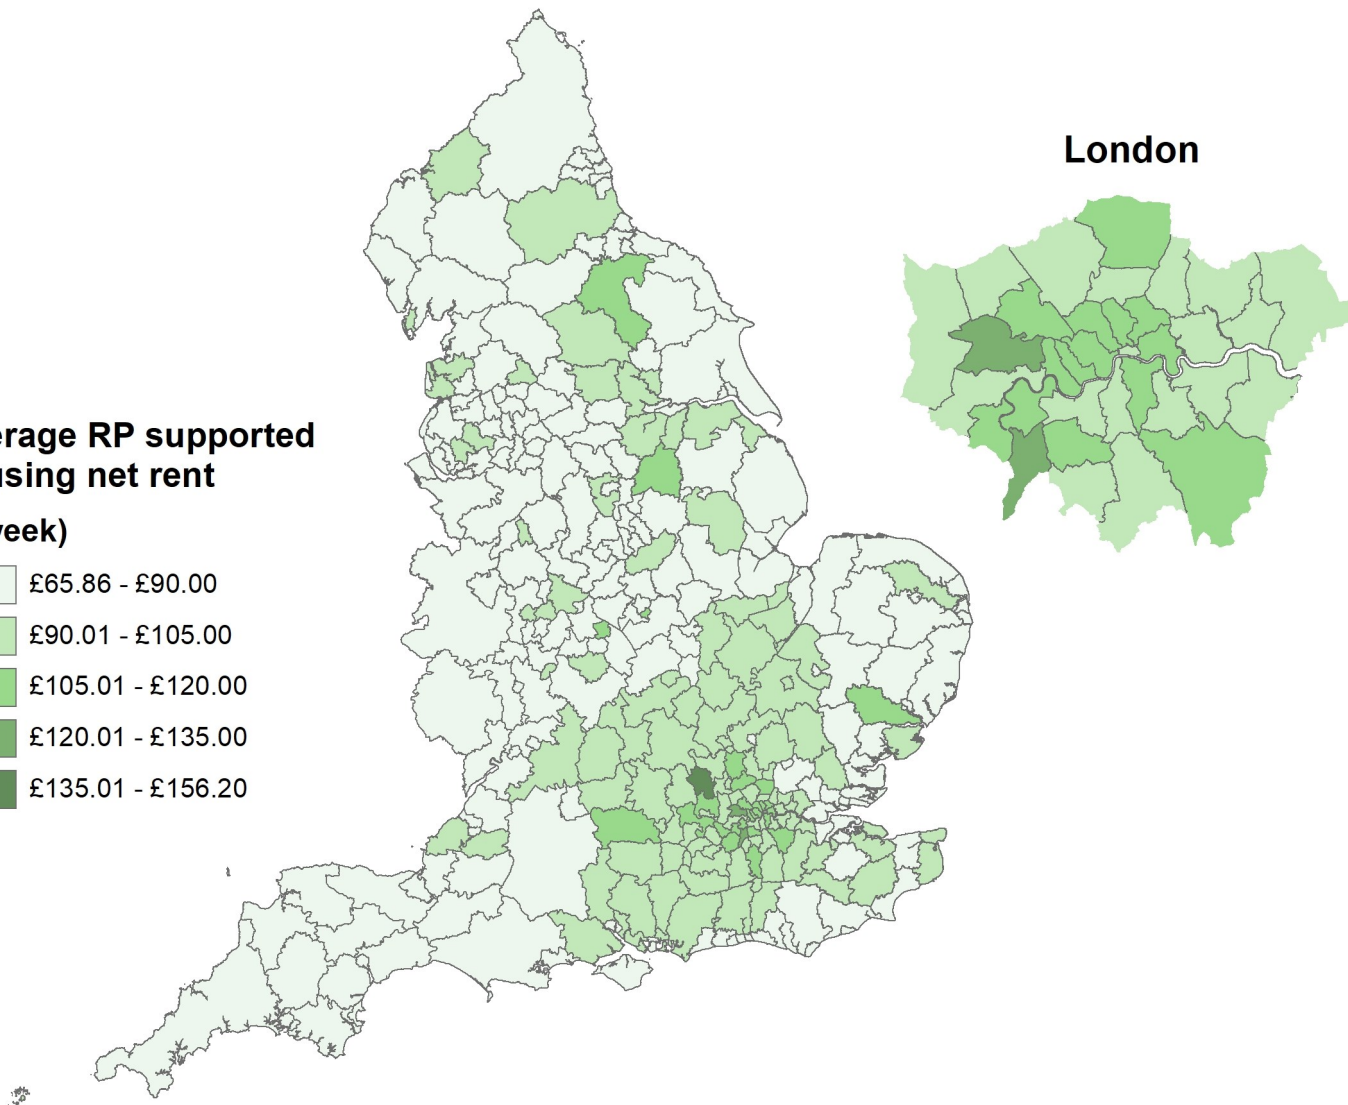 London
erage RP supported
using net rent
week)
£65.86 - £90.00
£90.01 - £105.00
£105.01 - £120.00
£120.01 - £135.00
£135.01 - £156.20